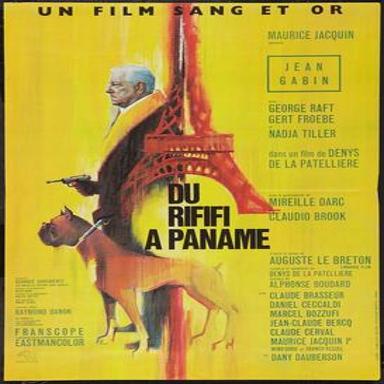 UN FILM SANG ET OR
MAURICE JACQUIN
JEAN
GABIN
GEORGE RAFT
GERT FROEBE
NADJA TILLER
dans un film de DENYS
DE LA PATELLIERE
MIREILLE DARC
CLAUDIO BROOK
DU
RIFIFI
A PANAME
AUGUSTE LE BRETON
DENYS DE LA PATELLIERE
ALPHONSE BOUDARD
CLAUDE BRASSEUR
DANIEL CECCALDI
MARCEL BOZZUFI
JEAN-CLAUDE BERCQ
CLAUDE CERVAL
MAURICE JACQUIN Jr
DANY DAUBERSON
RAYMOND DANON
FRANSCOPE
EASTMANCOLOR